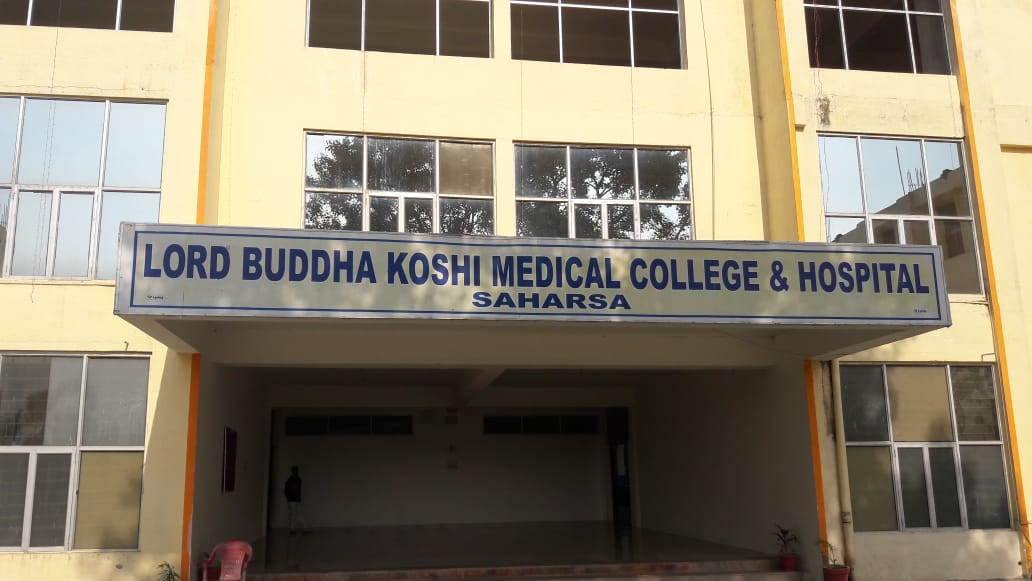 LORD BUDDHA KOSHI MEDICAL COLLEGE & HOSPITAL
SAHARSA